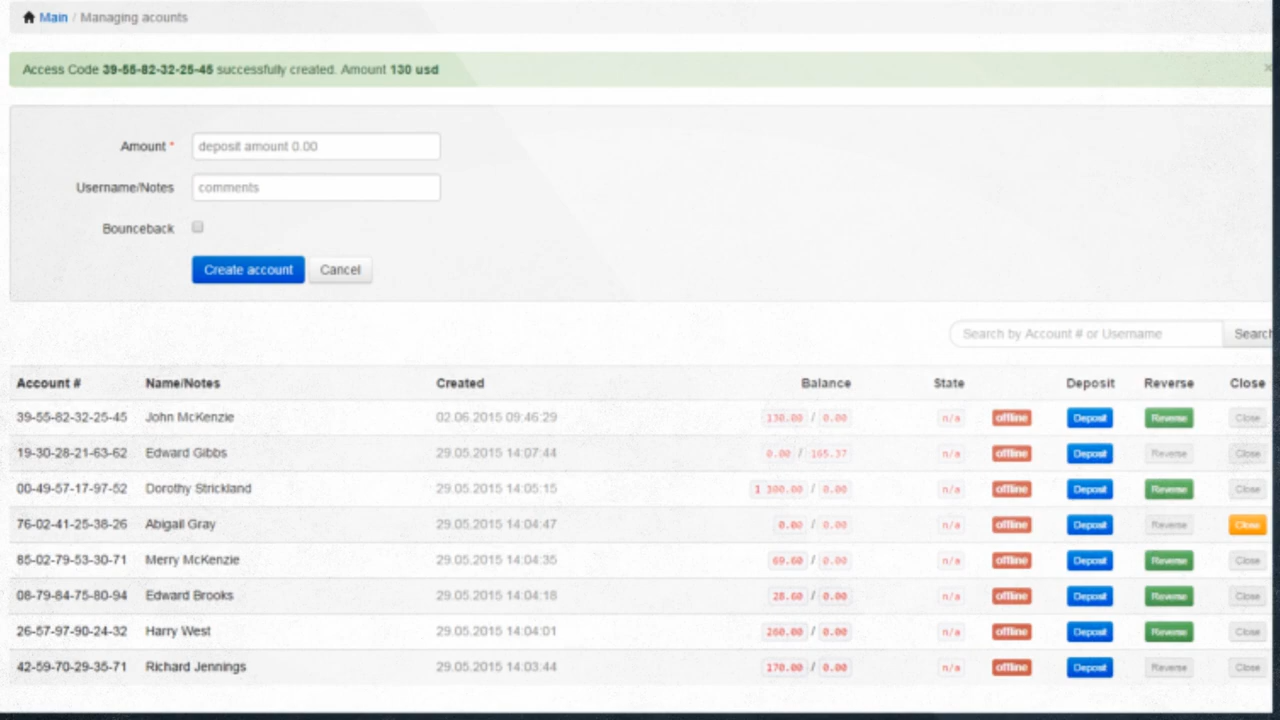 Main / Managing acounts
Access Code 39-55-82-32-25-45 successfully created. Amount 130 usd ×
Amount * deposit amount 0.00
Username/Notes comments
Bounceback
Create account Cancel
Search by Account # or Username Search
Account # Name/Notes Created Balance State Deposit Reverse Close
39-55-82-32-25-45 John McKenzie 02.06.2015 09:46:29 130.00 / 0.00 n/a offline Deposit Reverse Close
19-30-28-21-63-62 Edward Gibbs 29.05.2015 14:07:44 0.00 / 165.37 n/a offline Deposit Reverse Close
00-49-57-17-97-52 Dorothy Strickland 29.05.2015 14:05:15 1 300.00 / 0.00 n/a offline Deposit Reverse Close
76-02-41-25-38-26 Abigail Gray 29.05.2015 14:04:47 0.00 / 0.00 n/a offline Deposit Reverse Close
85-02-79-53-30-71 Merry McKenzie 29.05.2015 14:04:35 69.60 / 0.00 n/a offline Deposit Reverse Close
08-79-84-75-80-94 Edward Brooks 29.05.2015 14:04:18 28.60 / 0.00 n/a offline Deposit Reverse Close
26-57-97-90-24-32 Harry West 29.05.2015 14:04:01 260.00 / 0.00 n/a offline Deposit Reverse Close
42-59-70-29-35-71 Richard Jennings 29.05.2015 14:03:44 170.00 / 0.00 n/a offline Deposit Reverse Close